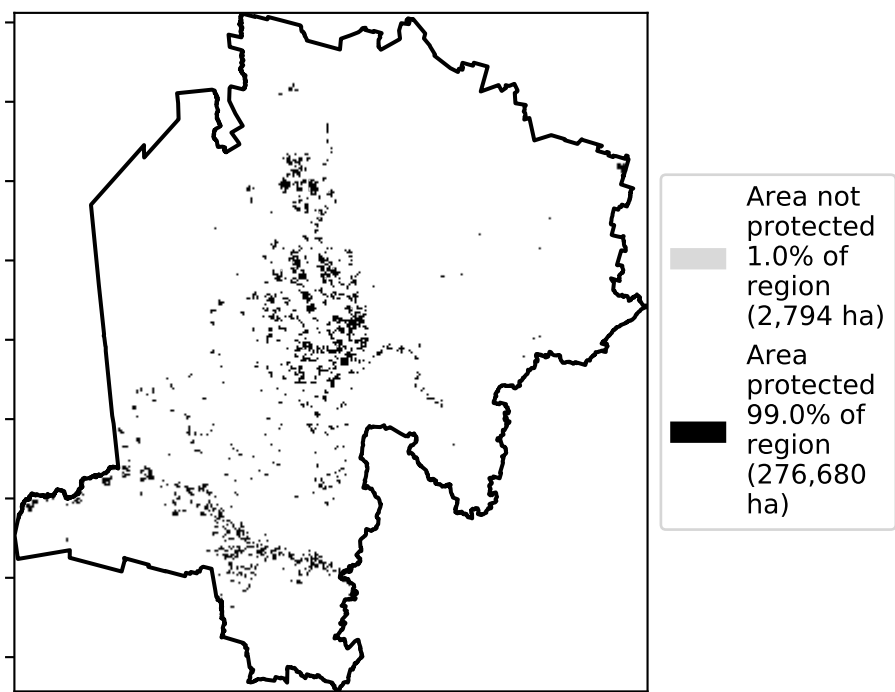 Area not
protected
1.0% of
region
(2,794 ha)
Area
protected
99.0% of
region
(276,680
ha)